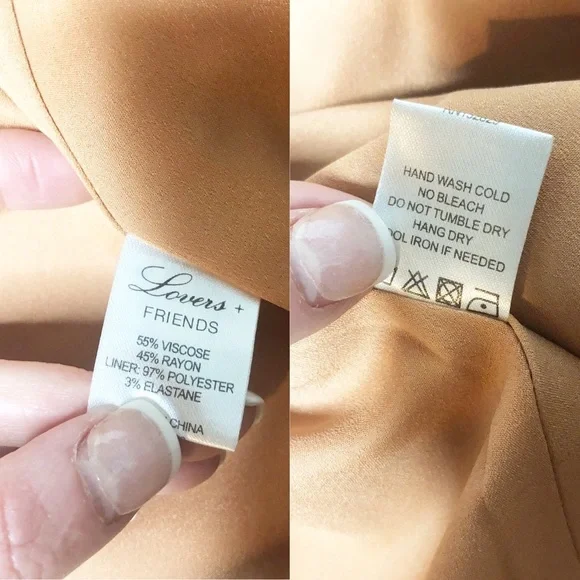 Lovers +
FRIENDS
55% VISCOSE
45% RAYON
LINER: 97% POLYESTER
3% ELASTANE
CHINA
HAND WASH COLD
NO BLEACH
DO NOT TUMBLE DRY
HANG DRY
IRON IF NEEDED